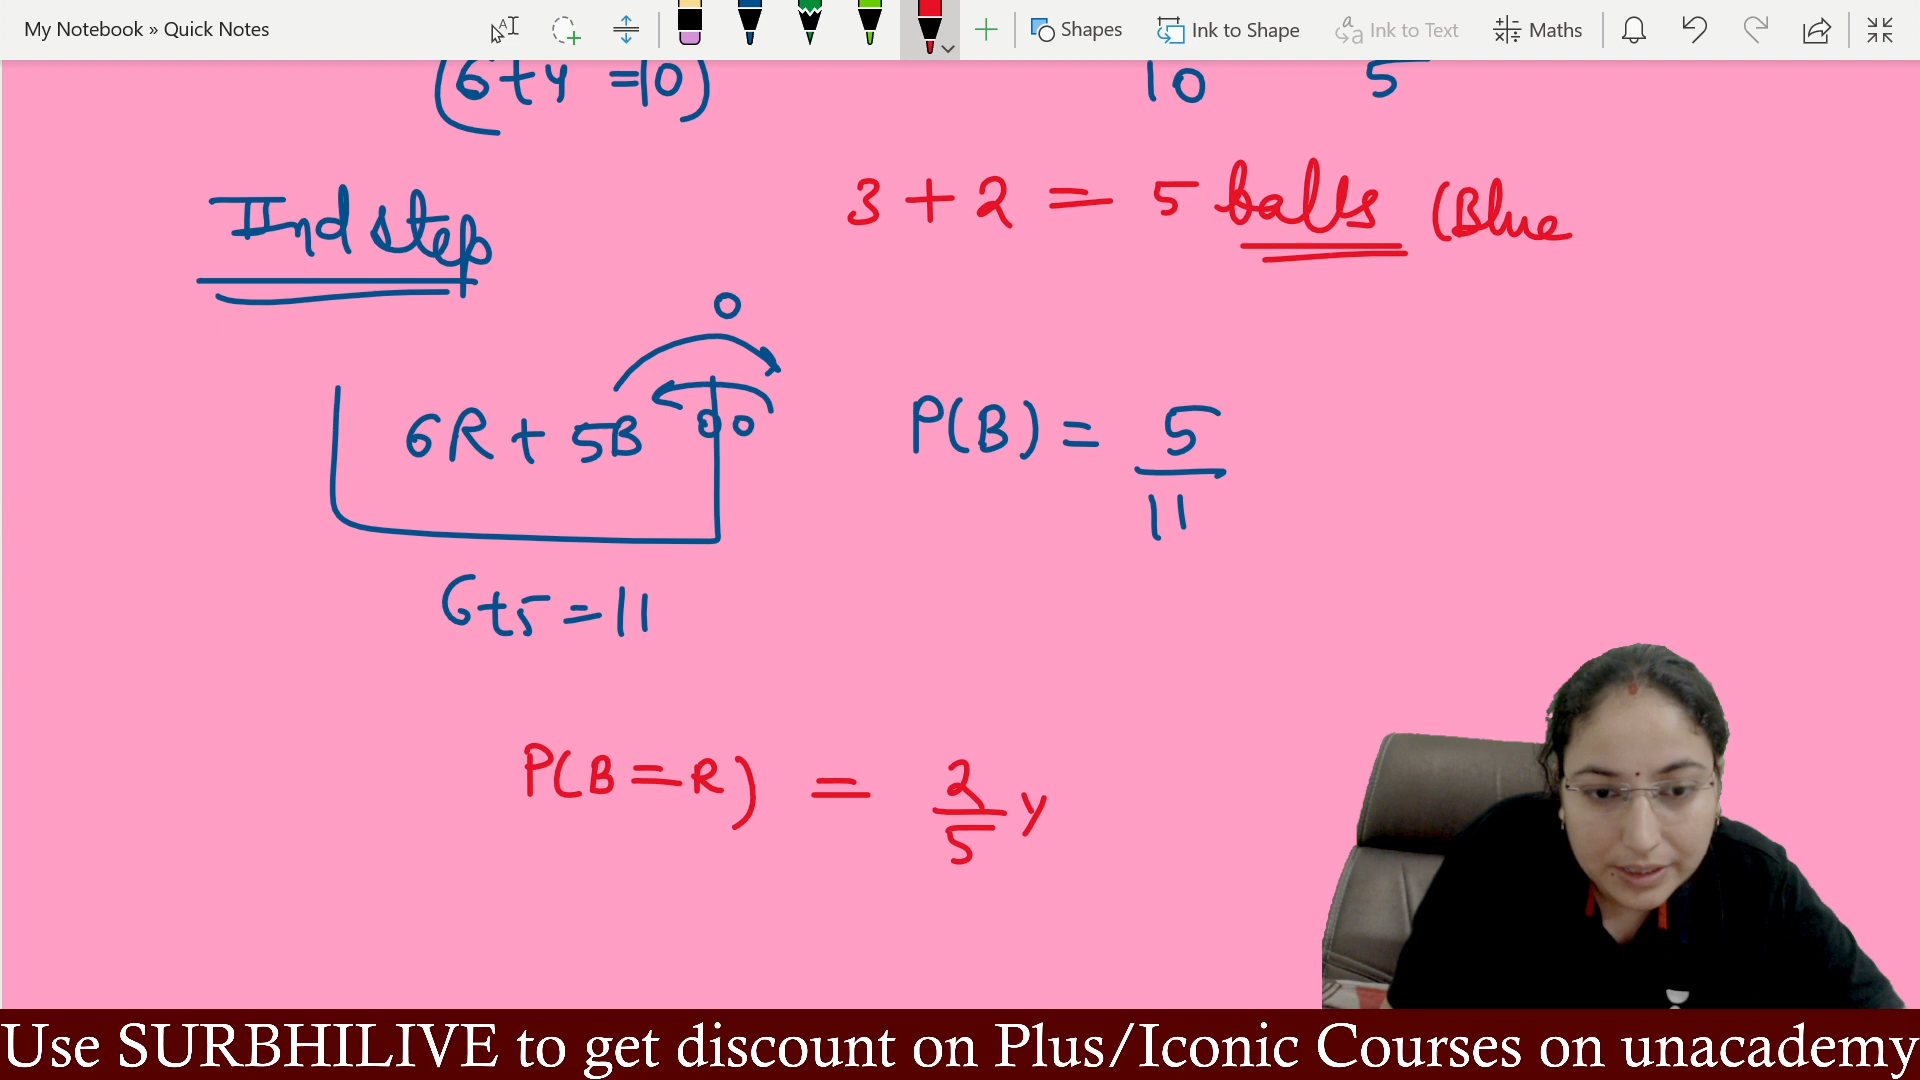 My Notebook » Quick Notes
Shapes
Ink to Shape
Ink to Text
Maths
(6+4 =10)
10 5
3 + 2 = 5 balls (Blue
IInd step
6R + 5B
P(B) = 5
11
6+5=11
P(B=R) = 2
5
Use SURBHILIVE to get discount on Plus/Iconic Courses on unacademy